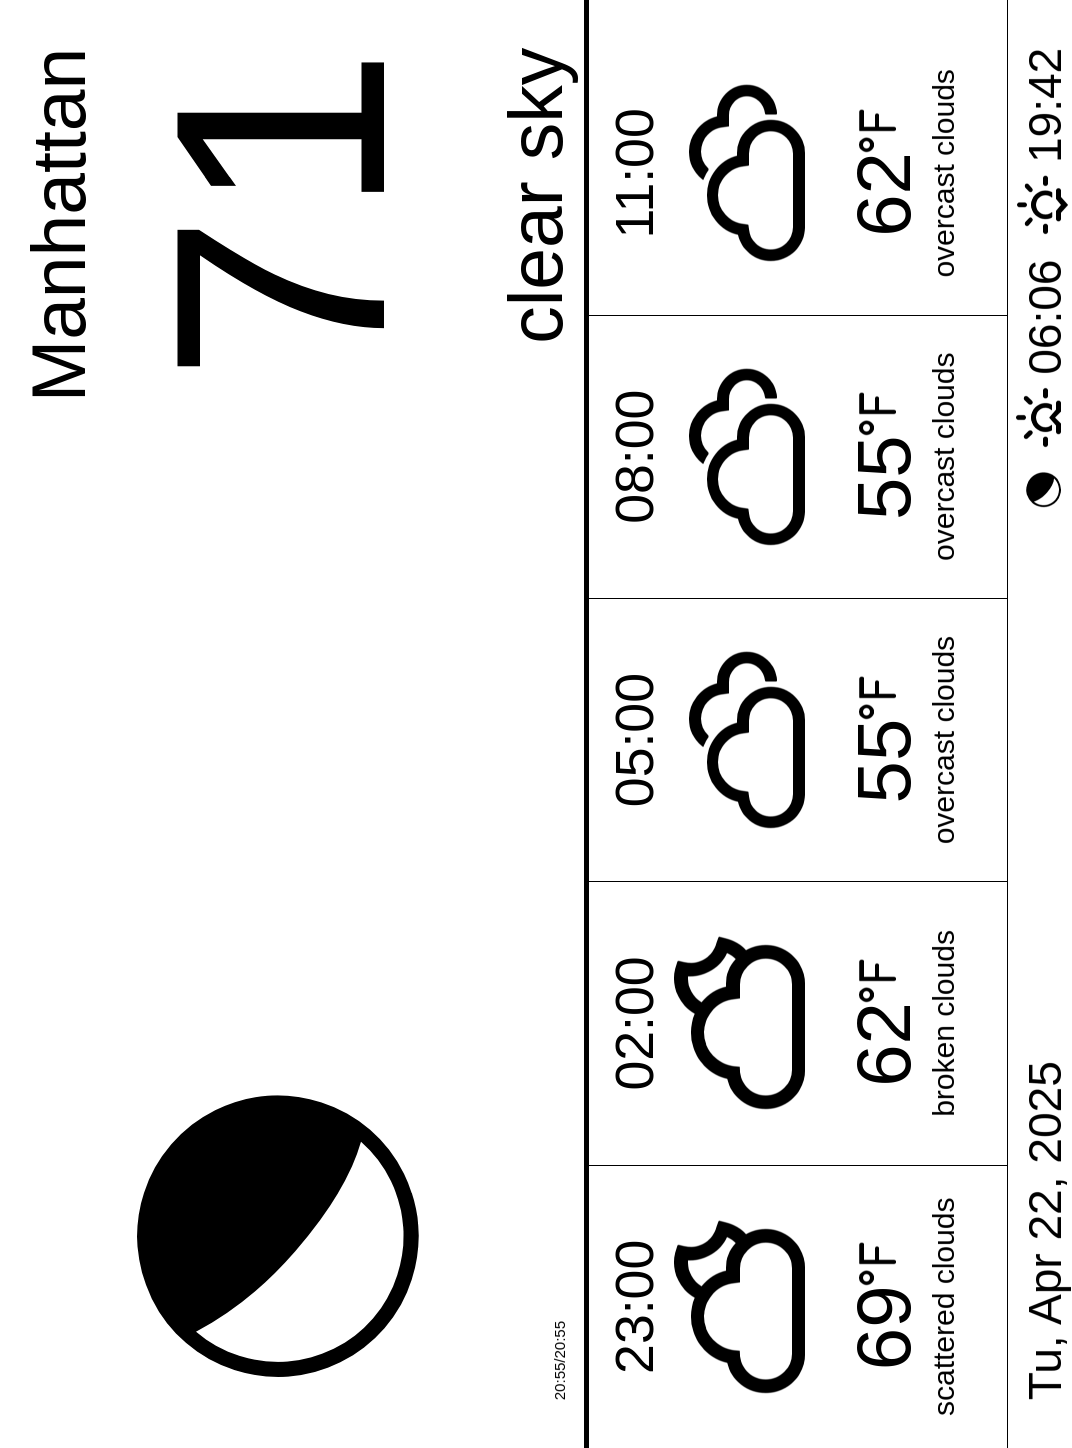 Manhattan
71
clear sky
20:55/20:55
23:00
02:00
05:00
08:00
11:00
69°F
62°F
55°F
55°F
62°F
scattered clouds
broken clouds
overcast clouds
overcast clouds
overcast clouds
Tu, Apr 22, 2025
06:06
19:42